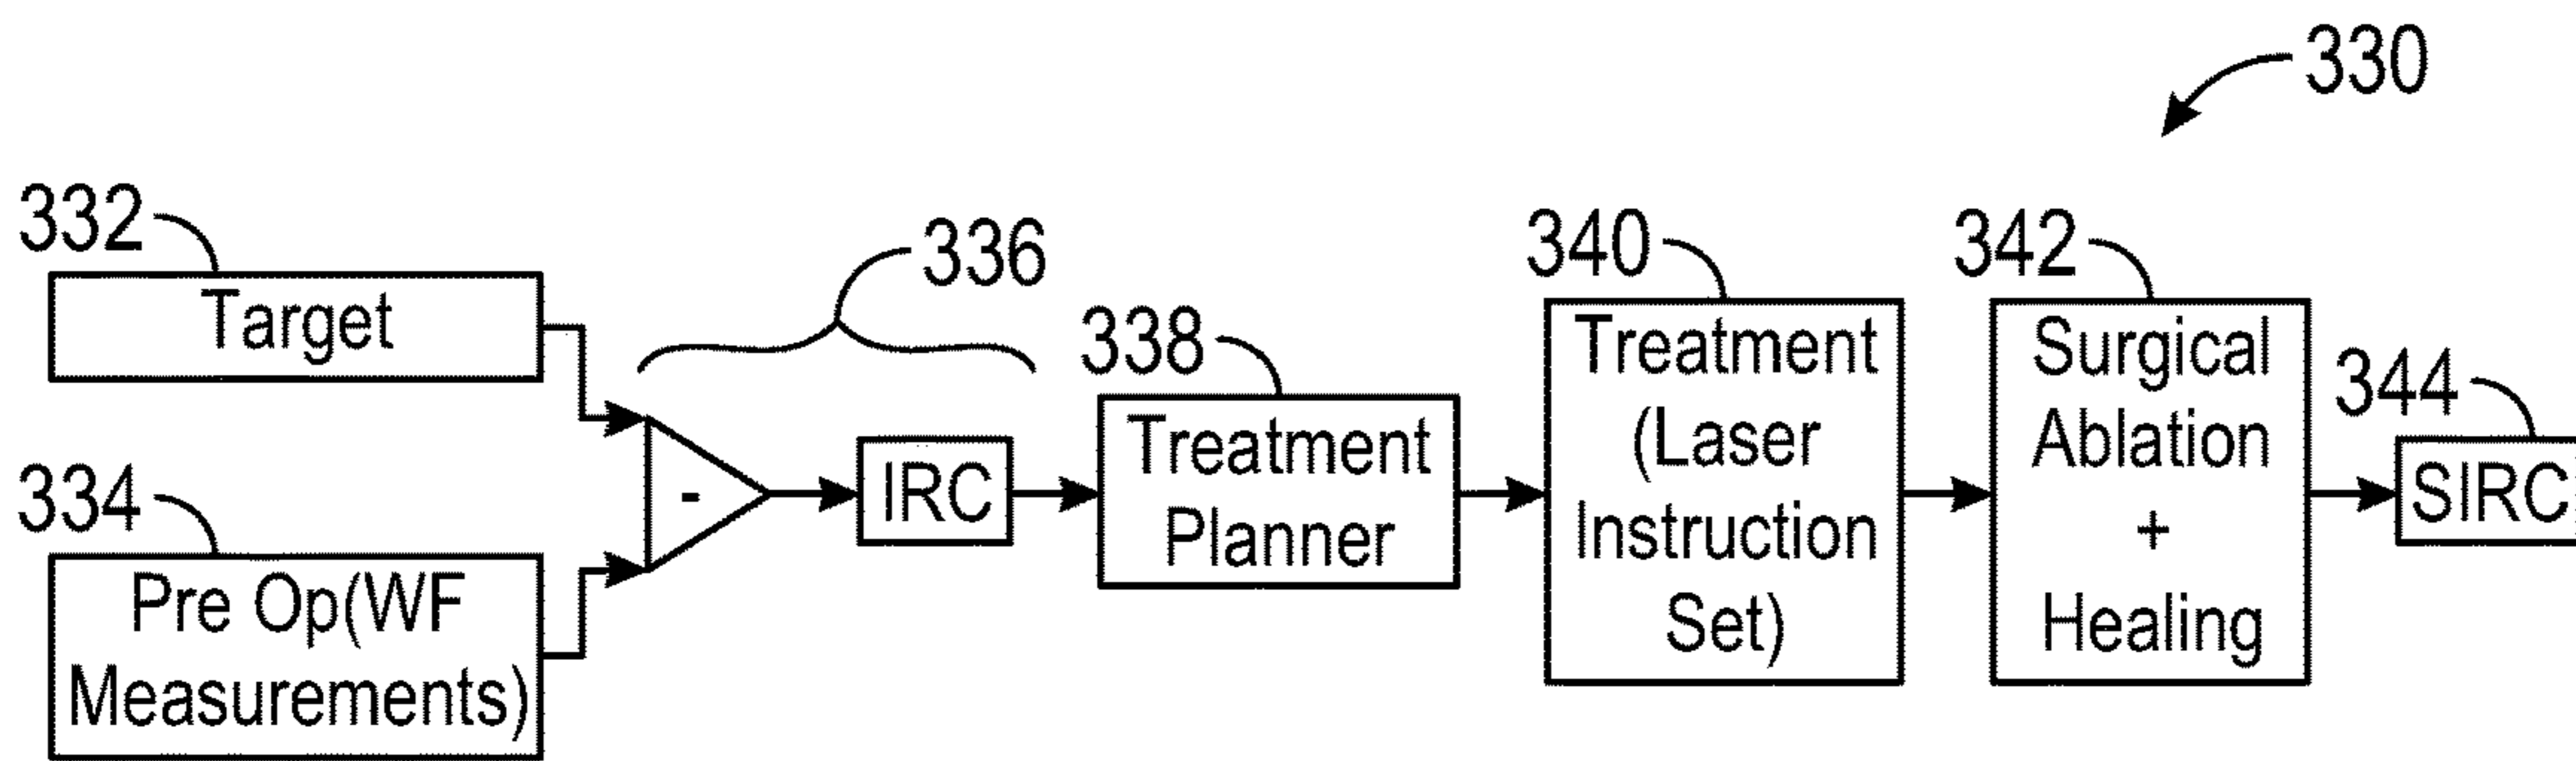 330
332
Target
334
Pre Op(WF
Measurements)
336
-
IRC
338
Treatment
Planner
340
Treatment
(Laser
Instruction
Set)
342
Surgical
Ablation
+
Healing
344
SIRC